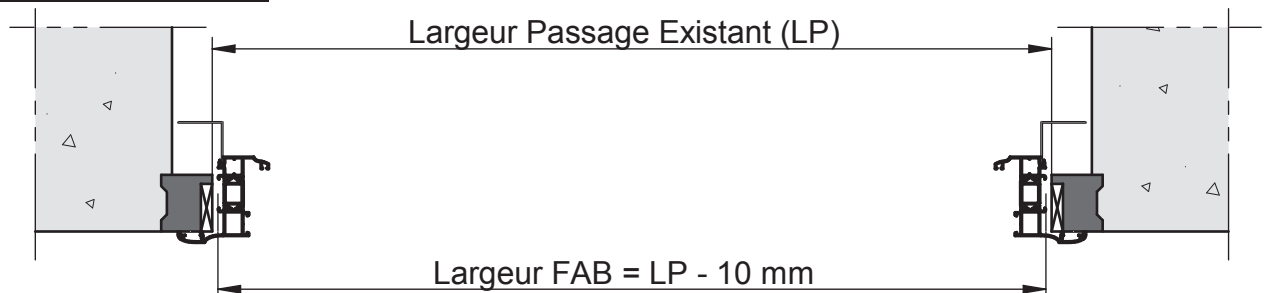 Largeur Passage Existant (LP)
Largeur FAB = LP - 10 mm